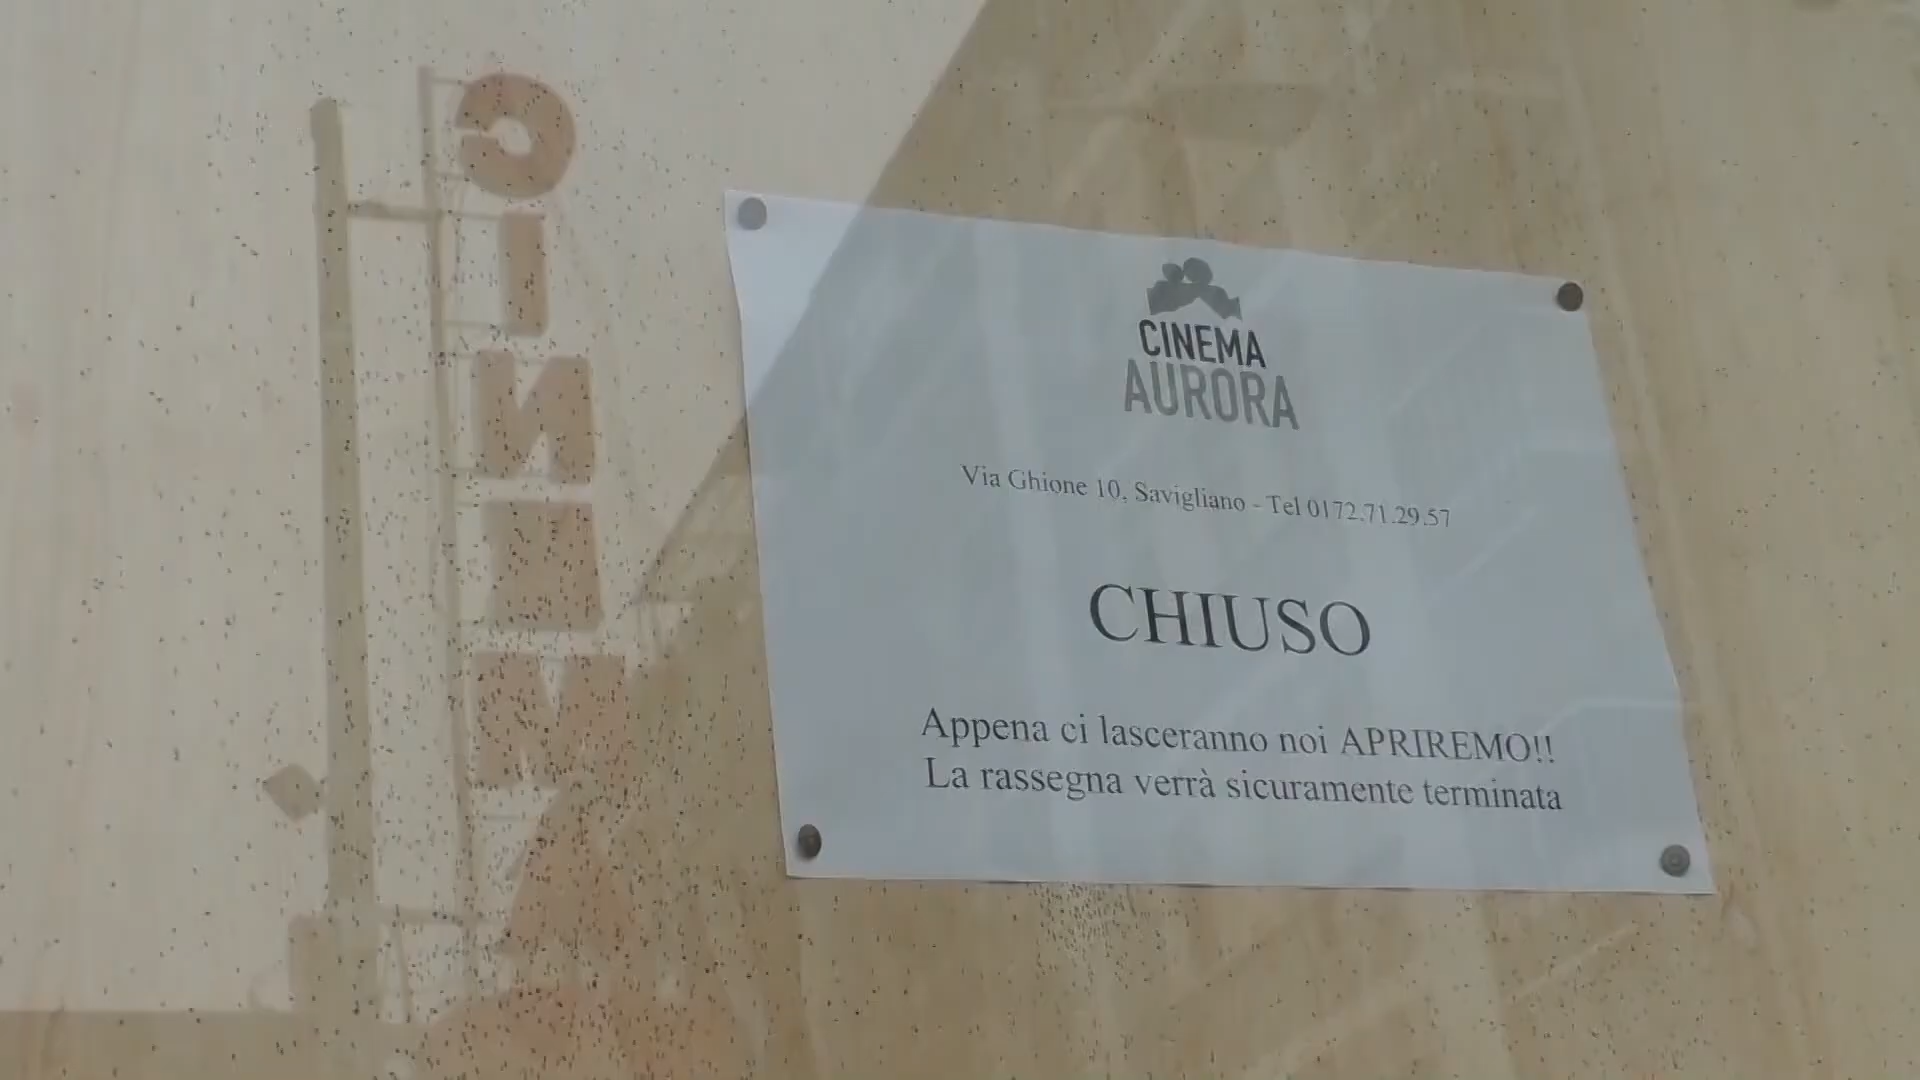 CINEMA
CINEMA
AURORA
Via Ghione 10, Savigliano - Tel 0172.71.29.57
CHIUSO
Appena ci lasceranno noi APRIREMO!!
La rassegna verrà sicuramente terminata